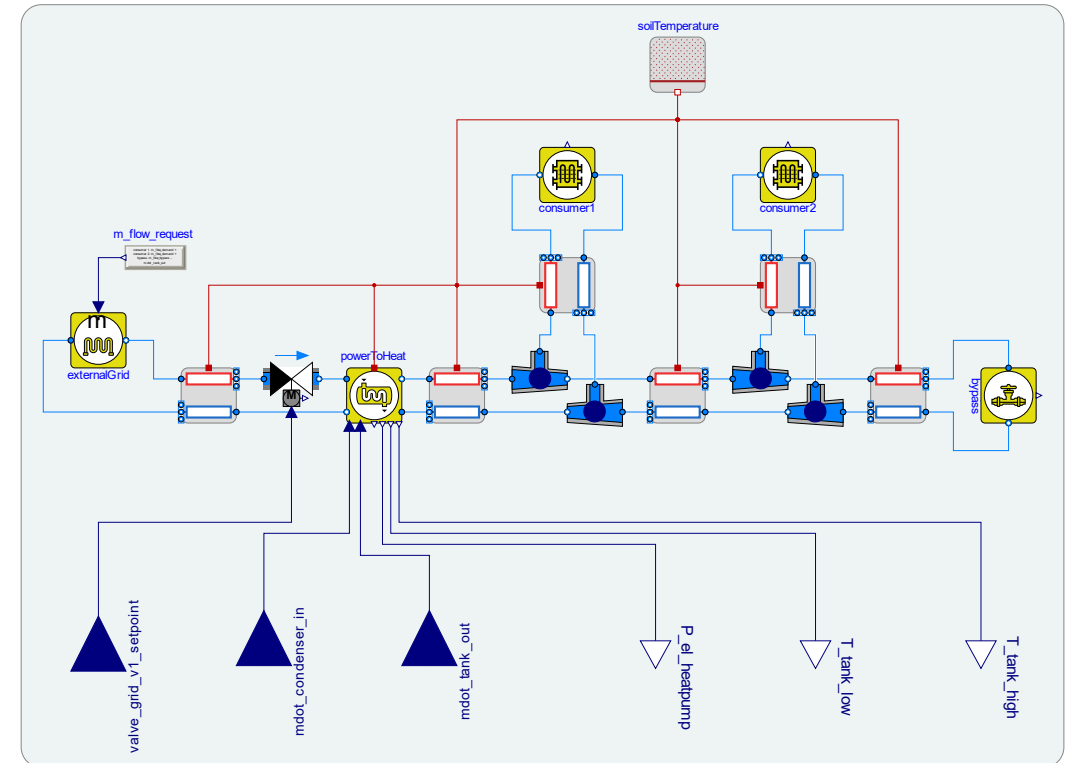 soilTemperature
consumer1
consumer2
m_flow_request
m
externalGrid
powerToHeat
M
bypass
valve_grid_v1_setpoint
mdot_condenser_in
mdot_tank_out
P_el_heatpump
T_tank_low
T_tank_high